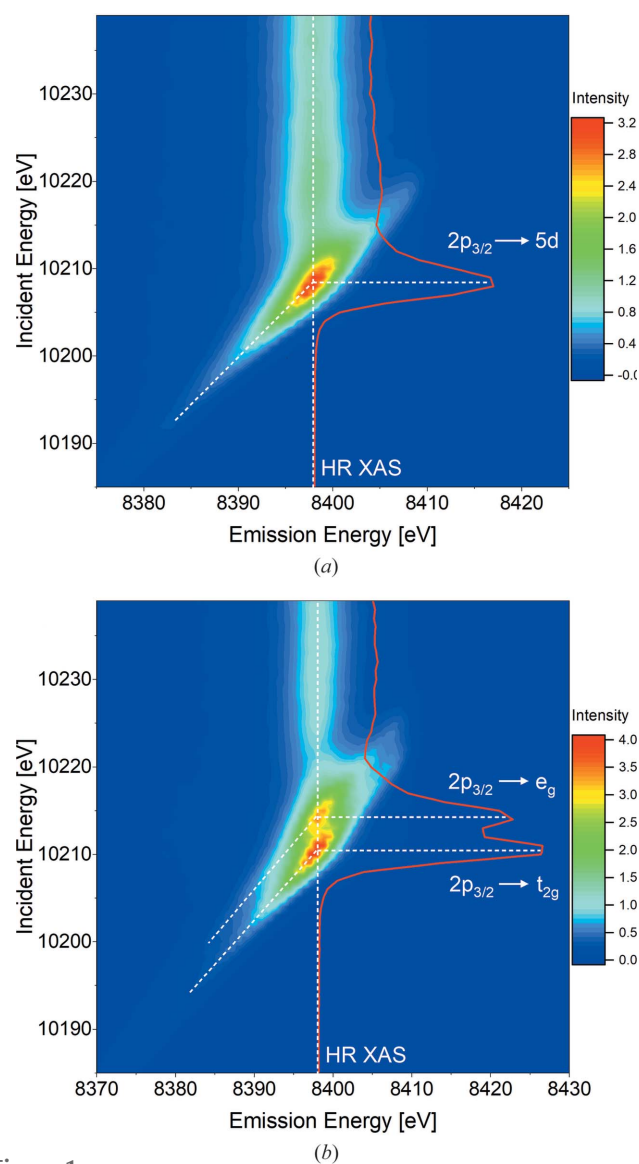 Intensity
3.2
2.8
2.4
2.0
1.6
1.2
0.8
0.4
-0.0
Incident Energy [eV]
10230
10220
10210
10200
10190
2p3/2 → 5d
HR XAS
8380 8390 8400 8410 8420
Emission Energy [eV]
(a)
Intensity
4.0
3.5
3.0
2.5
2.0
1.5
1.0
0.5
0.0
Incident Energy [eV]
10230
10220
10210
10200
10190
2p3/2 → eg
2p3/2 → t2g
HR XAS
8370 8380 8390 8400 8410 8420 8430
Emission Energy [eV]
(b)